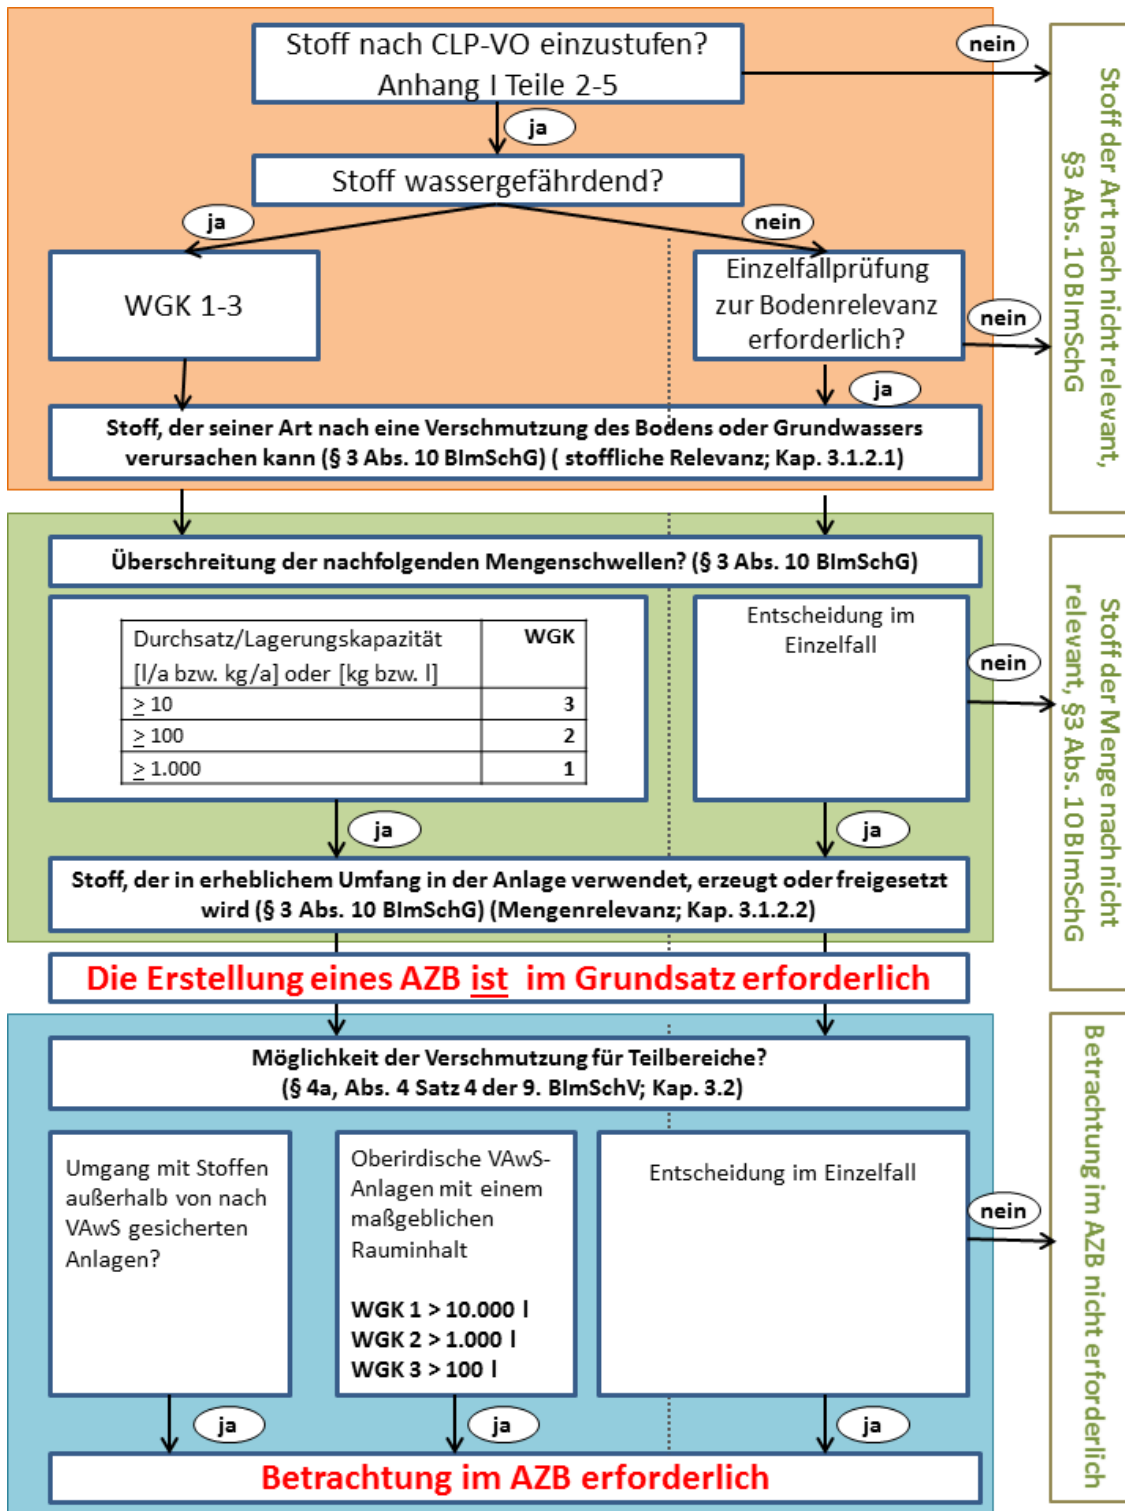 Stoff nach CLP-VO einzustufen?
Anhang I Teile 2-5
nein
ja
Stoff wassergefährdend?
ja
nein
WGK 1-3
Einzelfallprüfung
zur Bodenrelevanz
erforderlich?
nein
ja
Stoff der Art nach nicht relevant,
§3 Abs. 10 BImSchG
Stoff, der seiner Art nach eine Verschmutzung des Bodens oder Grundwassers
verursachen kann (§ 3 Abs. 10 BImSchG) ( stoffliche Relevanz; Kap. 3.1.2.1)
Überschreitung der nachfolgenden Mengenschwellen? (§ 3 Abs. 10 BImSchG)
Durchsatz/Lagerungskapazität WGK
[l/a bzw. kg/a] oder [kg bzw. l]
≥ 10 3
≥ 100 2
≥ 1.000 1
Entscheidung im
Einzelfall
nein
Stoff der Menge nach nicht
relevant, §3 Abs. 10 BImSchG
ja
ja
Stoff, der in erheblichem Umfang in der Anlage verwendet, erzeugt oder freigesetzt
wird (§ 3 Abs. 10 BImSchG) (Mengenrelevanz; Kap. 3.1.2.2)
Die Erstellung eines AZB ist im Grundsatz erforderlich
Möglichkeit der Verschmutzung für Teilbereiche?
(§ 4a, Abs. 4 Satz 4 der 9. BImSchV; Kap. 3.2)
Umgang mit Stoffen
außerhalb von nach
VAwS gesicherten
Anlagen?
Oberirdische VAwS-
Anlagen mit einem
maßgeblichen
Rauminhalt
WGK 1 > 10.000 l
WGK 2 > 1.000 l
WGK 3 > 100 l
Entscheidung im Einzelfall
nein
Betrachtung im AZB nicht erforderlich
ja
ja
ja
Betrachtung im AZB erforderlich